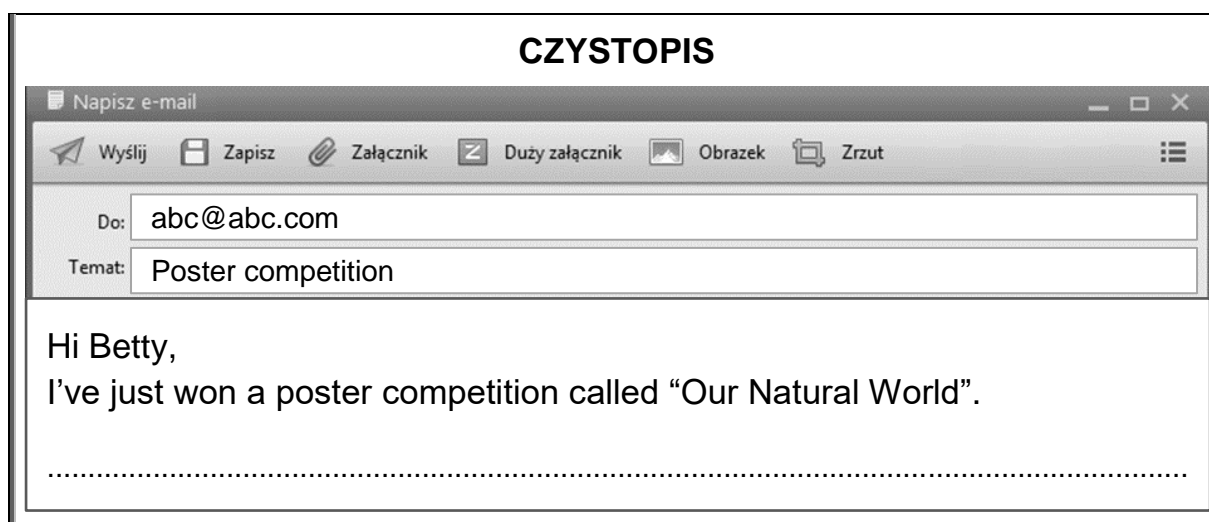 CZYSTOPIS
Napisz e-mail
Wyślij Zapisz Załącznik Duży załącznik Obrazek Zrzut
Do: abc@abc.com
Temat: Poster competition
Hi Betty,
I’ve just won a poster competition called “Our Natural World”.
....................................................................................................................................